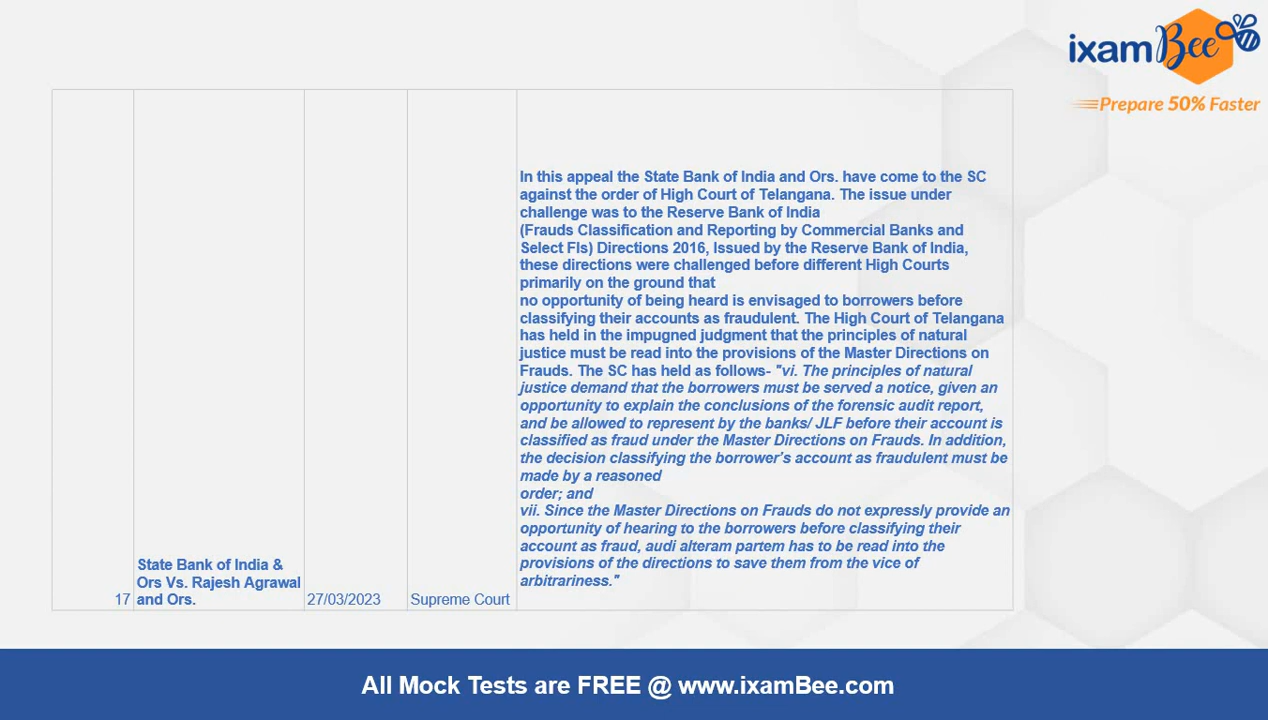 ixamBee
Prepare 50% Faster
In this appeal the State Bank of India and Ors. have come to the SC
against the order of High Court of Telangana. The issue under
challenge was to the Reserve Bank of India
(Frauds Classification and Reporting by Commercial Banks and
Select FIs) Directions 2016, Issued by the Reserve Bank of India,
these directions were challenged before different High Courts
primarily on the ground that
no opportunity of being heard is envisaged to borrowers before
classifying their accounts as fraudulent. The High Court of Telangana
has held in the impugned judgment that the principles of natural
justice must be read into the provisions of the Master Directions on
Frauds. The SC has held as follows- "vi. The principles of natural
justice demand that the borrowers must be served a notice, given an
opportunity to explain the conclusions of the forensic audit report,
and be allowed to represent by the banks/ JLF before their account is
classified as fraud under the Master Directions on Frauds. In addition,
the decision classifying the borrower's account as fraudulent must be
made by a reasoned
order; and
vii. Since the Master Directions on Frauds do not expressly provide an
opportunity of hearing to the borrowers before classifying their
account as fraud, audi alteram partem has to be read into the
provisions of the directions to save them from the vice of
arbitrariness."
State Bank of India &
Ors Vs. Rajesh Agrawal
17 and Ors. 27/03/2023 Supreme Court
All Mock Tests are FREE @ www.ixamBee.com